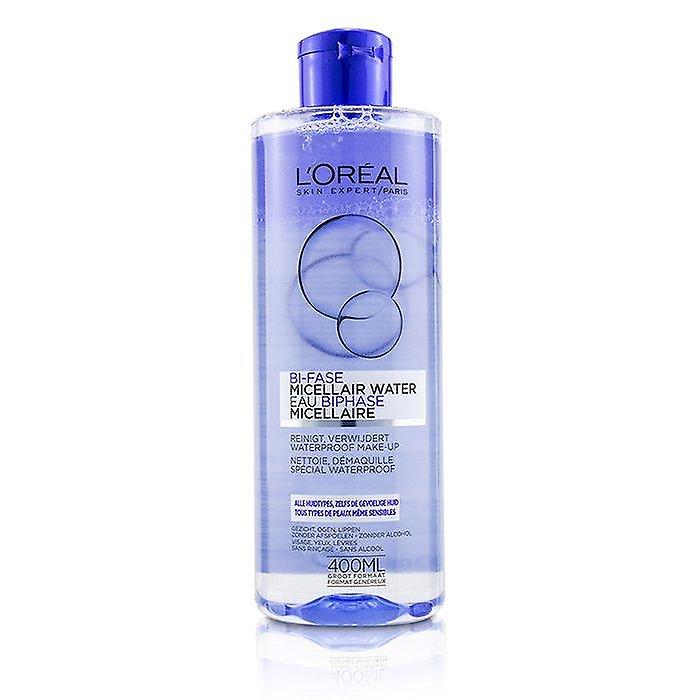 L'ORÉAL
SKIN EXPERT/PARIS
BI-FASE
MICELLAIR WATER
EAU BIPHASE
MICELLAIRE
REINIGT, VERWIJDERT
WATERPROOF MAKE-UP
NETTOIE, DÉMAQUILLE
SPÉCIAL WATERPROOF
ALLE HUIDTYPES, ZELFS DE GEVOELIGE HUID
TOUS TYPES DE PEAUX MÊME SENSIBLES
GEZICHT, OGEN, LIPPEN
ZONDER AFSPOELEN - ZONDER ALCOHOL
VISAGE, YEUX, LÈVRES
SANS RINÇAGE - SANS ALCOOL
400ML
GROOT FORMAAT
FORMAT GÉNÉREUX